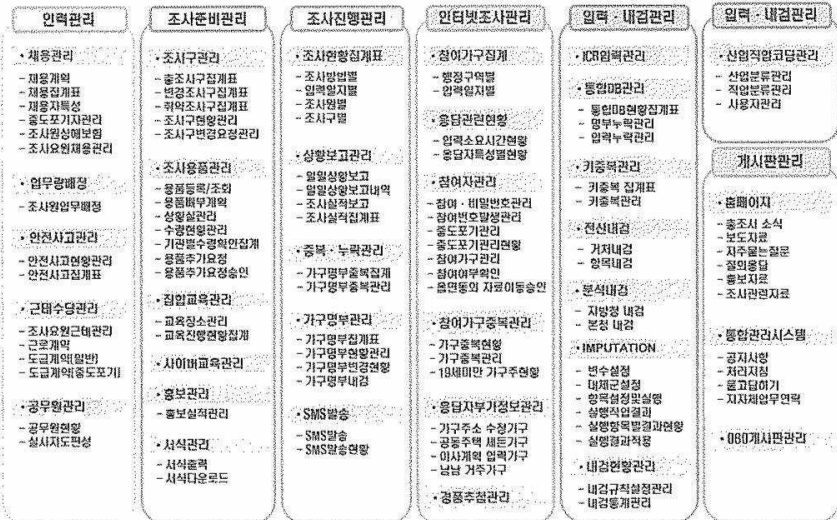 인력관리
• 채용관리
- 채용계획
- 채용집계표
- 채용자특성
- 중도포기자관리
- 조사원상해보험
- 조사요원채용관리
• 업무량배정
- 조사원업무배정
• 안전사고관리
- 안전사고현황관리
- 안전사고집계표
• 근태수당관리
- 조사요원근태관리
- 근로계약
- 도급계약(일반)
- 도급계약(중도포기)
• 공무원관리
- 공무원현황
- 실사지도편성
조사준비관리
• 조사구관리
- 총조사구집계표
- 변경조사구집계표
- 취약조사구집계표
- 조사구현황관리
- 조사구변경요청관리
• 조사용품관리
- 용품등록/조회
- 용품배부계획
- 상황실관리
- 수령현황관리
- 기관별수령확인집계
- 용품추가요청
- 용품추가요청승인
• 집합교육관리
- 교육장소관리
- 교육진행현황집계
• 사이버교육관리
• 홍보관리
- 홍보실적관리
• 서식관리
- 서식출력
- 서식다운로드
조사진행관리
• 조사현황집계표
- 조사방법별
- 입력일자별
- 조사원별
- 조사구별
• 상황보고관리
- 일일상황보고
- 일일상황보고내역
- 조사실적보고
- 조사실적집계표
• 중복 · 누락관리
- 가구명부중복집계
- 가구명부중복관리
• 가구명부관리
- 가구명부집계표
- 가구명부현황관리
- 가구명부변경현황
- 가구명부내검
• SMS발송
- SMS발송
- SMS발송현황
인터넷조사관리
• 참여가구집계
- 행정구역별
- 입력일자별
• 응답관련현황
- 입력소요시간현황
- 응답자특성별현황
• 참여자관리
- 참여 · 비밀번호관리
- 참여번호발생관리
- 중도포기관리
- 중도포기관리현황
- 참여가구관리
- 참여여부확인
- 읍면동의 자료이동승인
• 참여가구중복관리
- 가구중복현황
- 가구중복관리
- 18세미만 가구주현황
• 응답자부가정보관리
- 가구주소 수정가구
- 공동주택 세든가구
- 이사계획 입력가구
- 남남 거주가구
• 경품추첨관리
입력 · 내검관리
• ICR입력관리
• 통합DB관리
- 통합DB현황집계표
- 명부누락관리
- 입력누락관리
• 키중복관리
- 키중복 집계표
- 키중복관리
• 전산내검
- 거처내검
- 항목내검
• 분석내검
- 지방청 내검
- 본청 내검
• IMPUTATION
- 변수설정
- 대체군설정
- 항목설정및실행
- 실행작업결과
- 실행항목별결과현황
- 실행결과적용
• 내검현황관리
- 내검규칙설정관리
- 내검통계관리
입력 · 내검관리
• 산업직업코딩관리
- 산업분류관리
- 직업분류관리
- 사용자관리
게시판관리
• 홈페이지
- 총조사 소식
- 보도자료
- 자주묻는질문
- 질의응답
- 홍보자료
- 조사관련자료
• 통합관리시스템
- 공지사항
- 처리지침
- 묻고답하기
- 지자체업무연락
• 080게시판관리